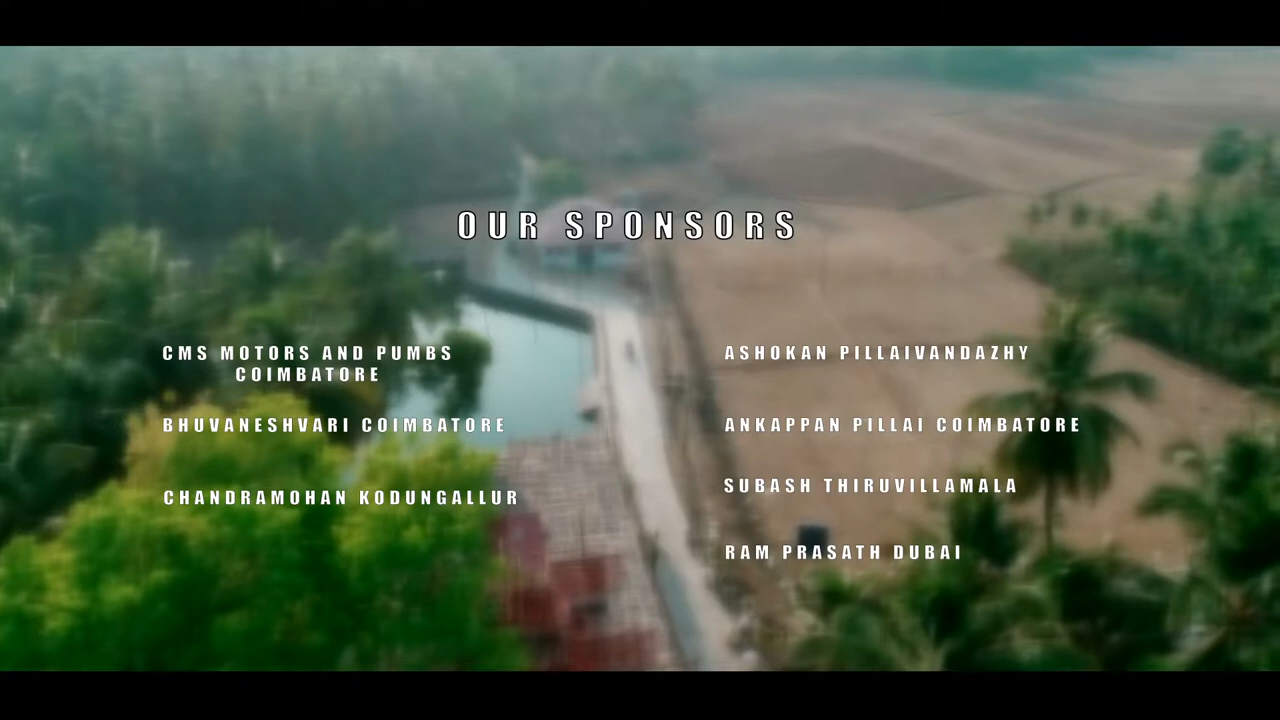 OUR SPONSORS
CMS MOTORS AND PUMBS
COIMBATORE
BHUVANESHVARI COIMBATORE
CHANDRAMOHAN KODUNGALLUR
ASHOKAN PILLAIVANDAZHY
ANKAPPAN PILLAI COIMBATORE
SUBASH THIRUVILLAMALA
RAM PRASATH DUBAI